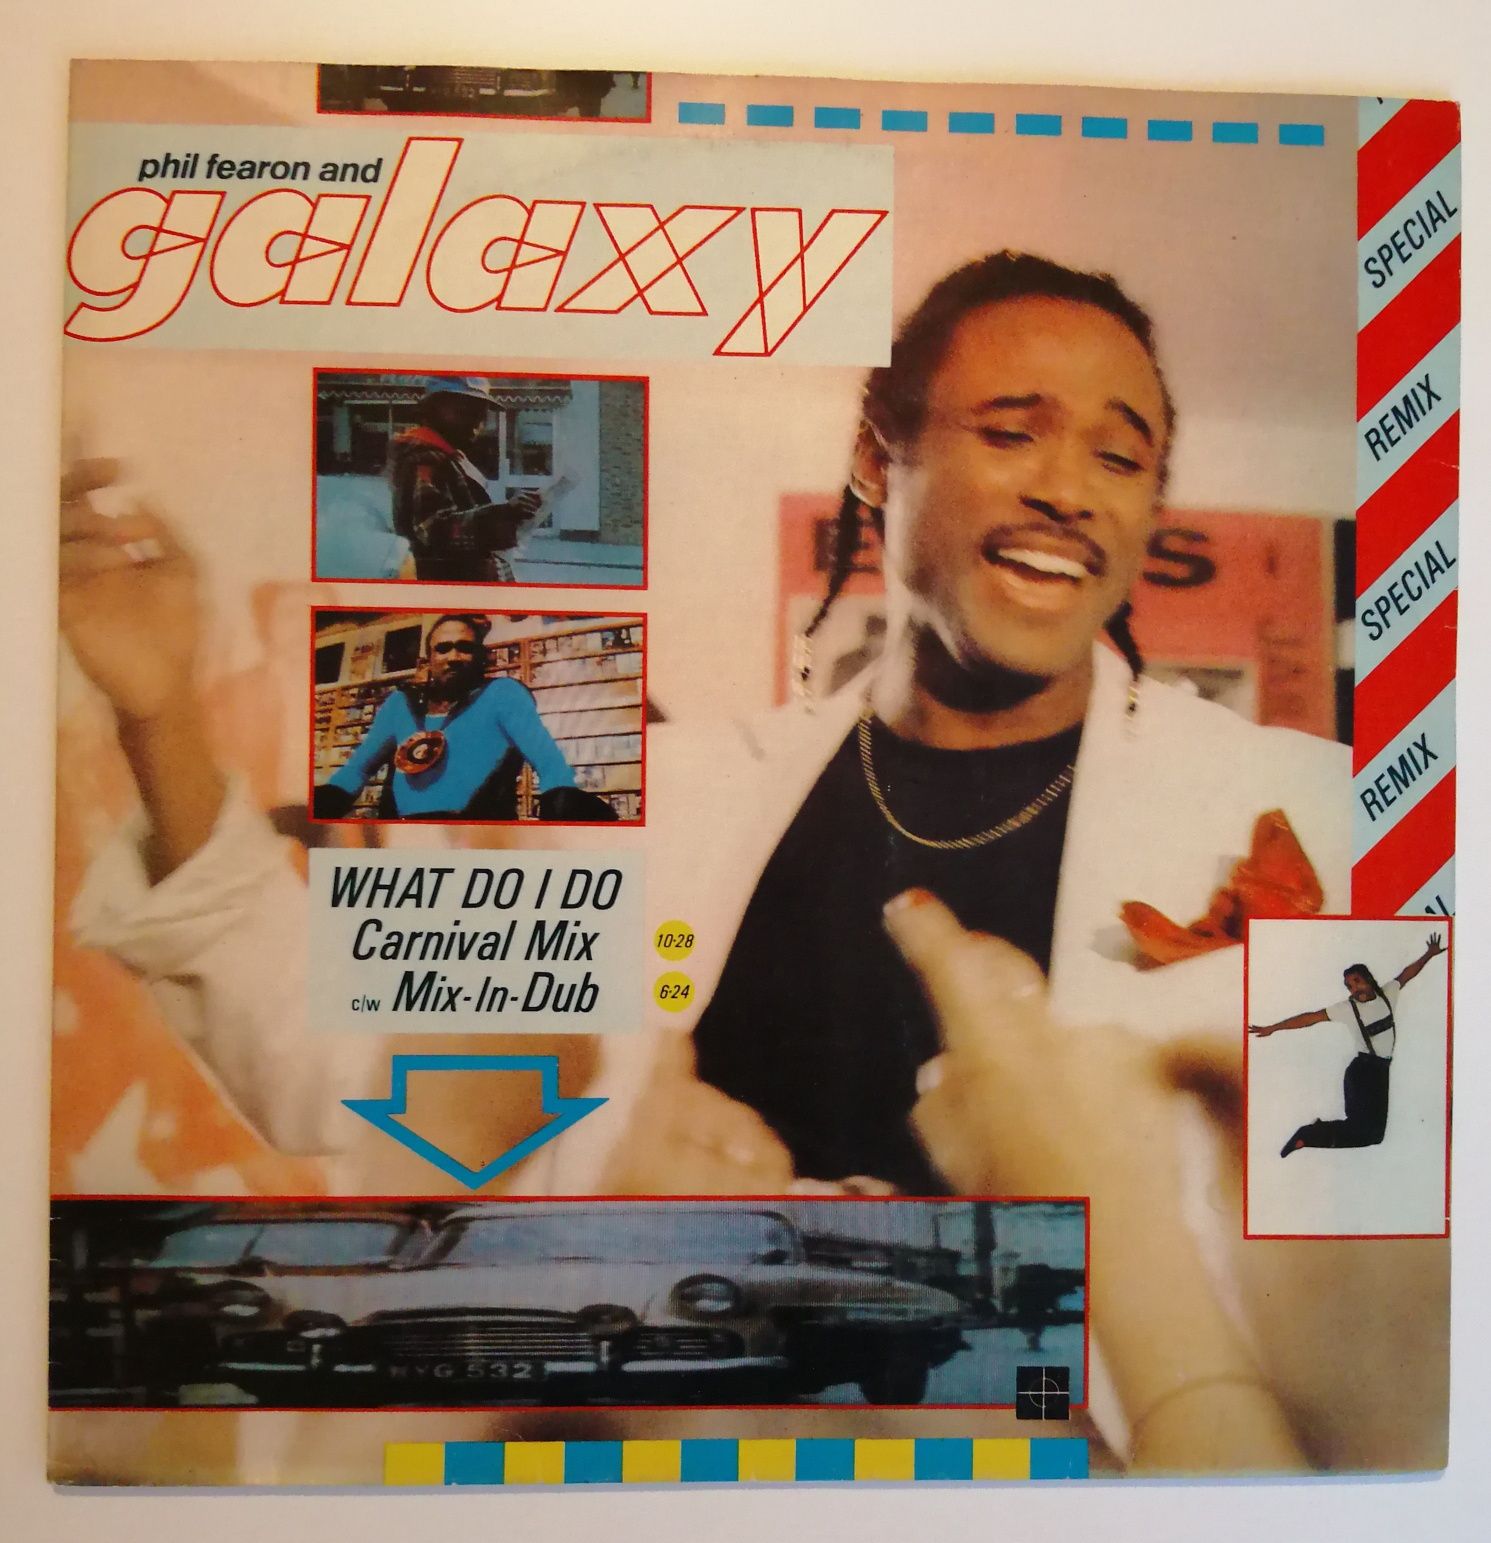 phil fearon and
galaxy
SPECIAL
REMIX
SPECIAL
REMIX
WHAT DO I DO
Carnival Mix 10·28
c/w Mix-In-Dub 6·24
532